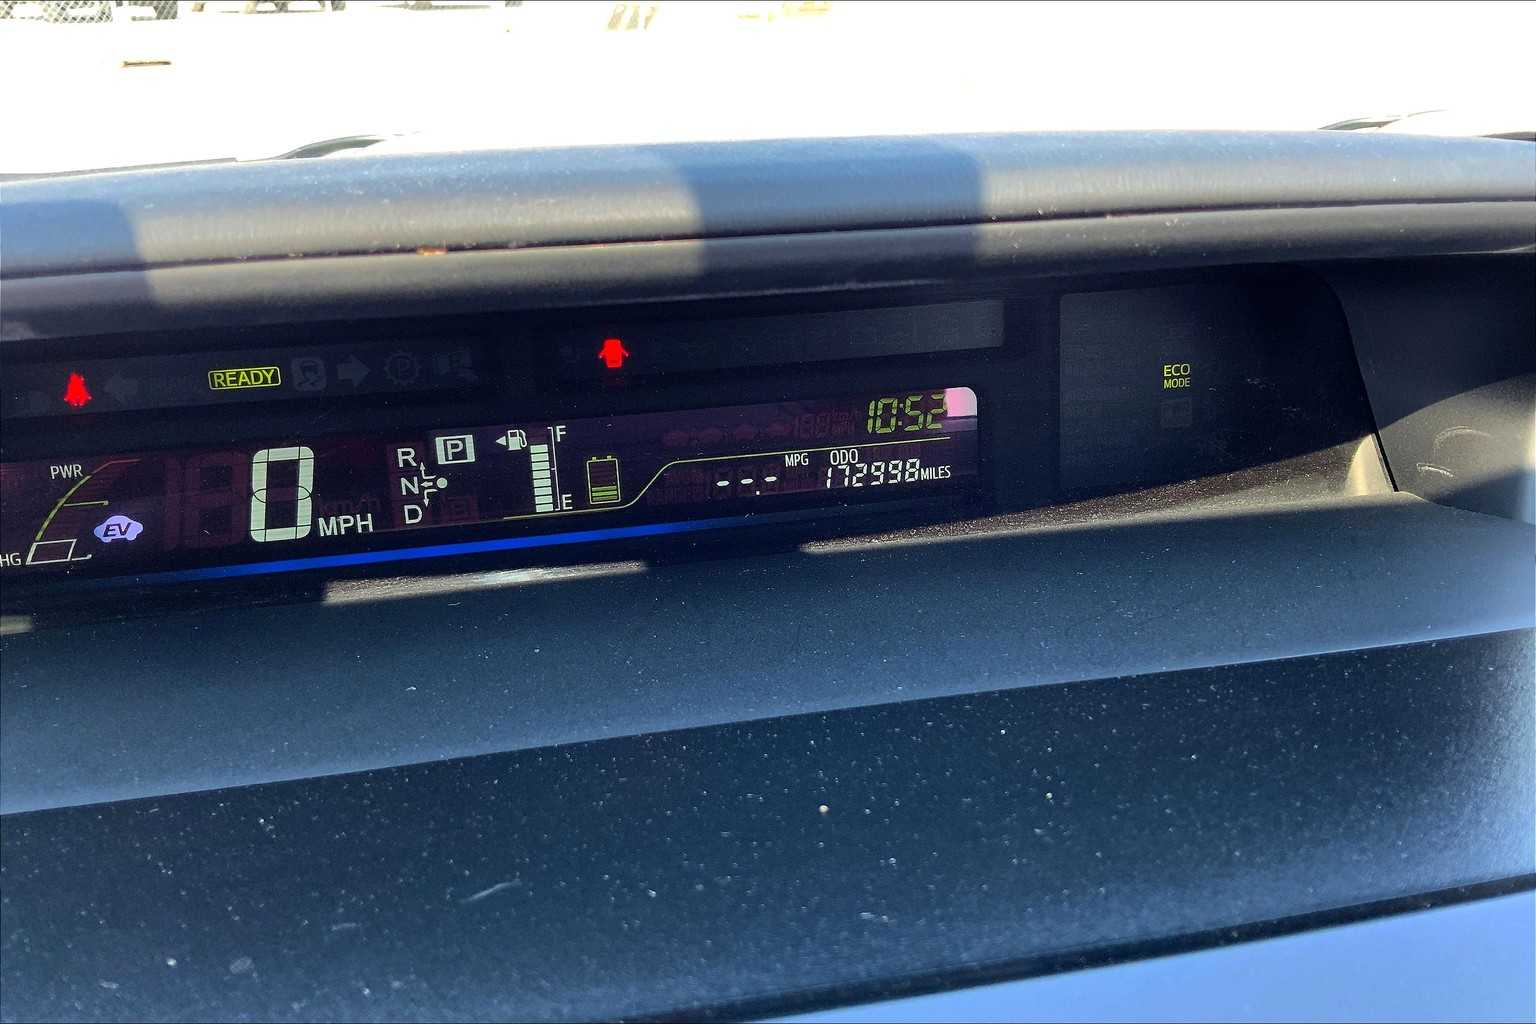 READY
ECO
MODE
10:52
PWR
0 MPH
R
P
N
D
F
E
MPG
ODO
--.-
172998 MILES
EV
HG